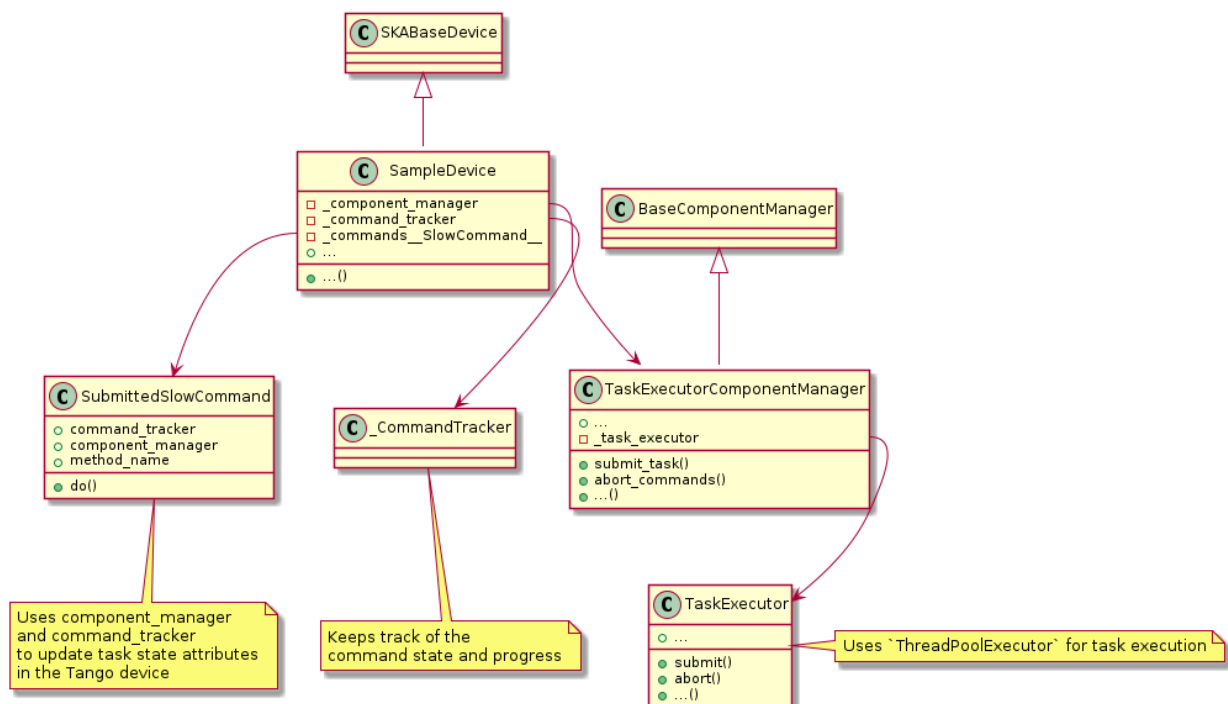 C SKABaseDevice
C SampleDevice
_component_manager
_command_tracker
_commands__SlowCommand__
...
...()
C BaseComponentManager
C SubmittedSlowCommand
command_tracker
component_manager
method_name
do()
C _CommandTracker
C TaskExecutorComponentManager
...
_task_executor
submit_task()
abort_commands()
...()
Uses component_manager
and command_tracker
to update task state attributes
in the Tango device
Keeps track of the
command state and progress
C TaskExecutor
...
submit()
abort()
...()
Uses `ThreadPoolExecutor` for task execution